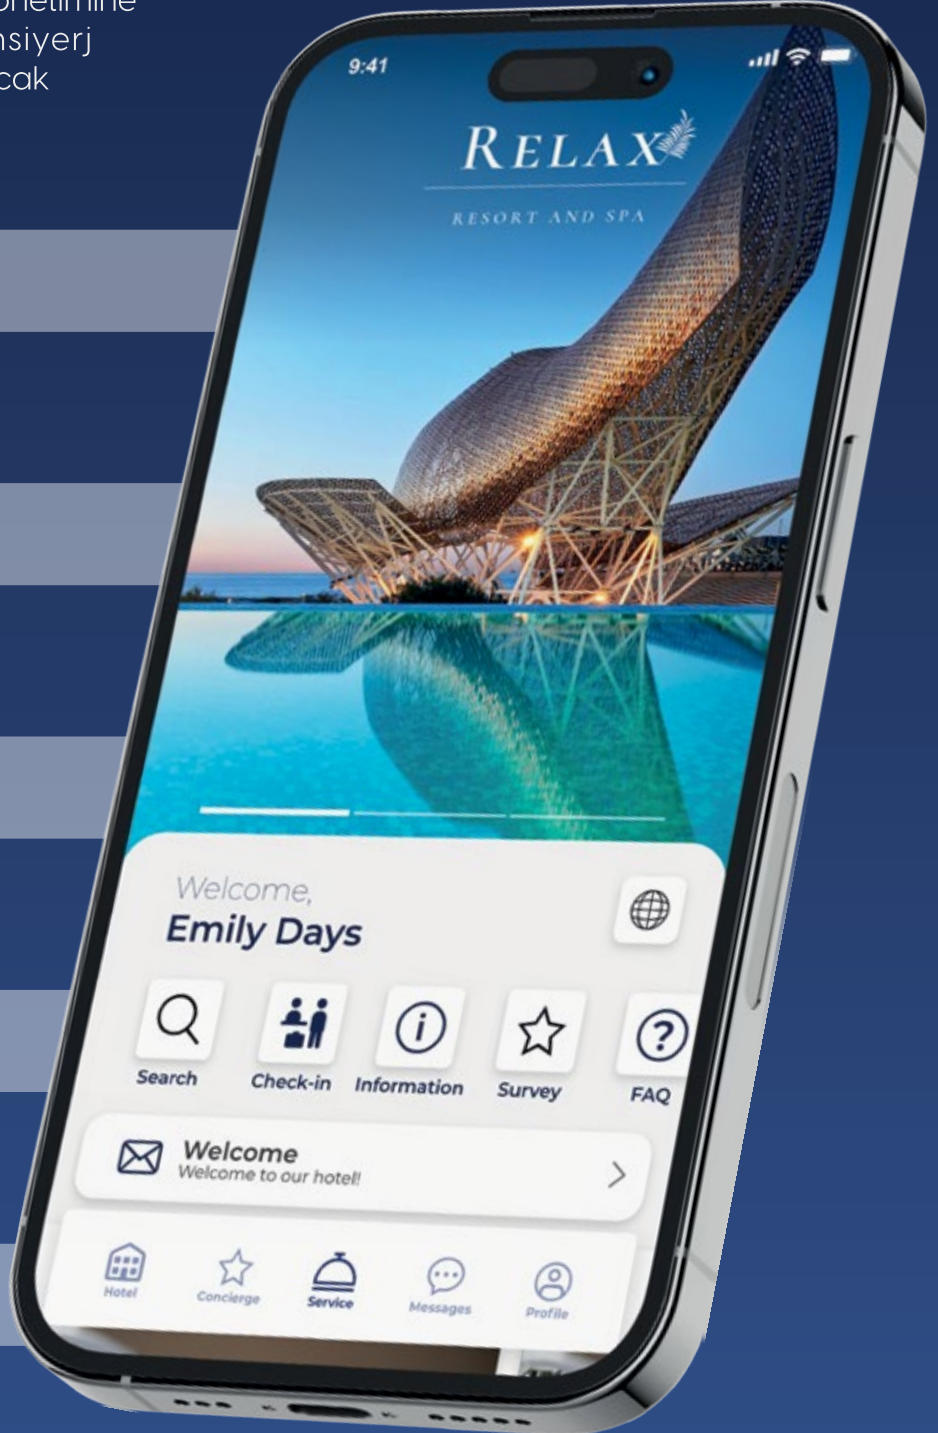 nsiyerj
cak
9:41
RELAX
RESORT AND SPA
Welcome,
Emily Days
Search
Check-in
Information
Survey
FAQ
Welcome
Welcome to our hotel!
Hotel
Concierge
Service
Messages
Profile